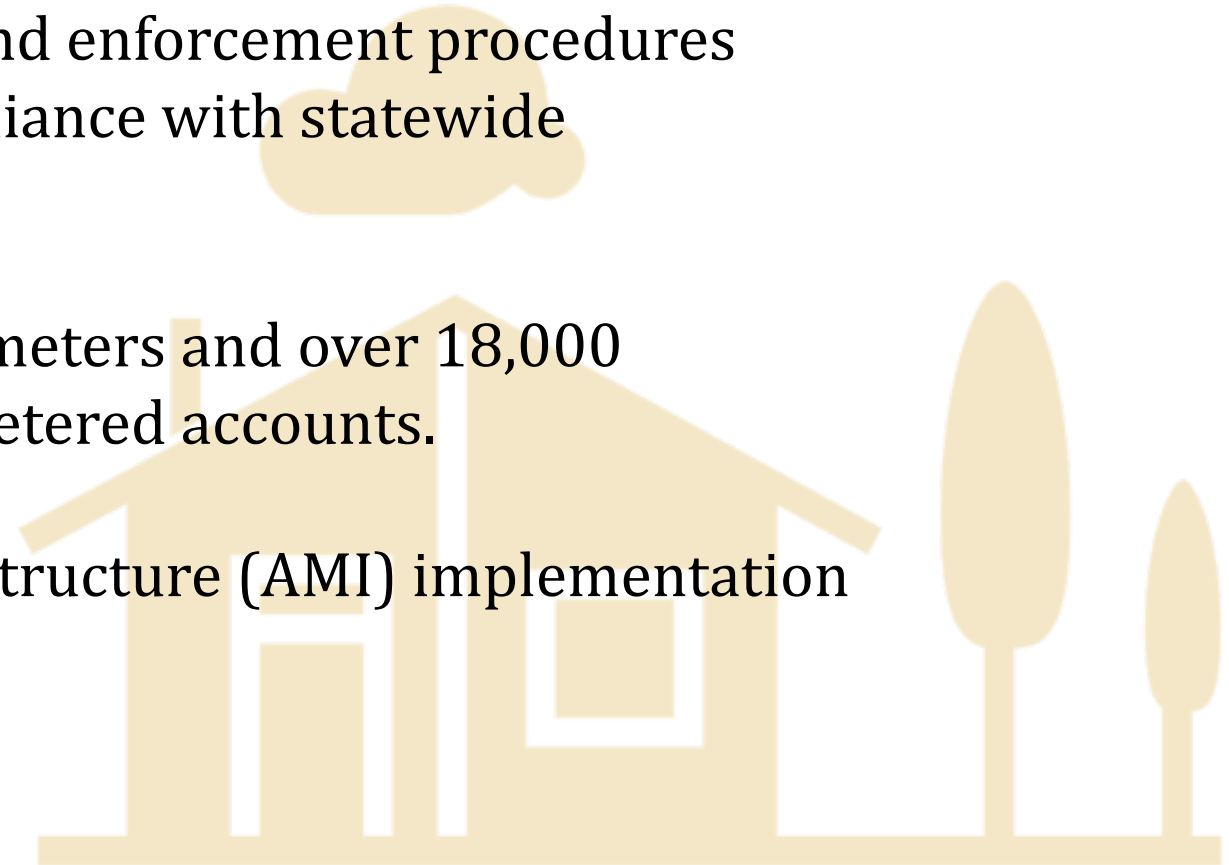 nd enforcement procedures
iance with statewide
meters and over 18,000
etered accounts.
tructure (AMI) implementation